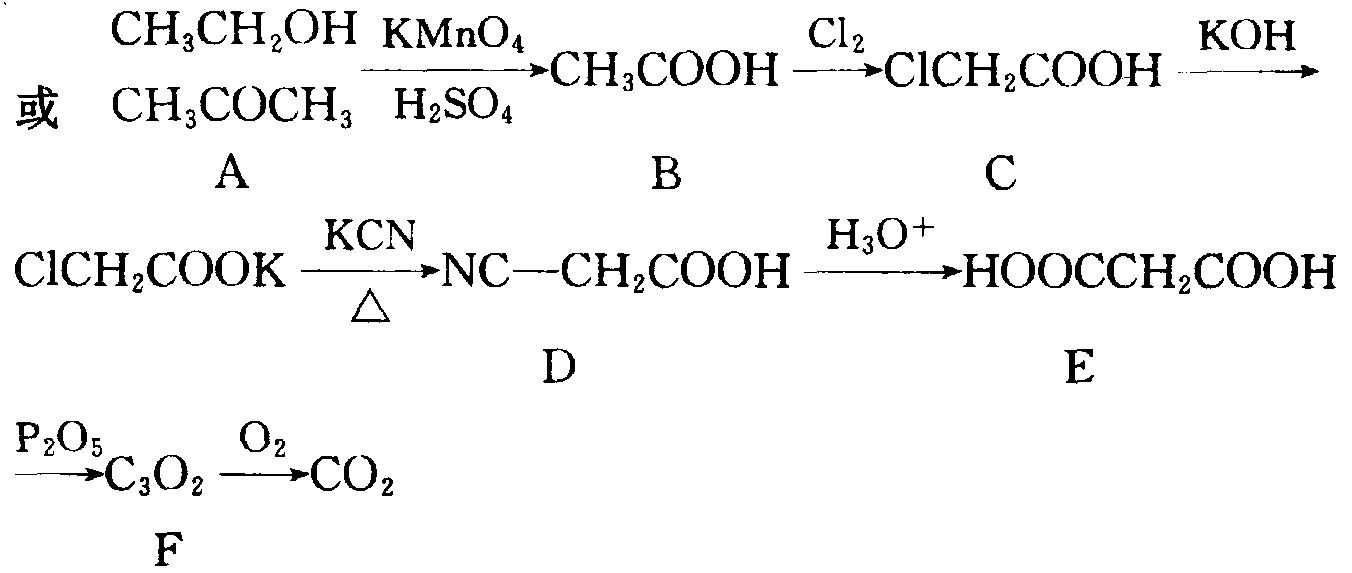 CH₃CH₂OH KMnO₄ Cl₂ KOH
或 CH₃COCH₃ H₂SO₄ CH₃COOH ClCH₂COOH
A B C
ClCH₂COOK KCN △ NC—CH₂COOH H₃O⁺ HOOCCH₂COOH
D E
P₂O₅ C₃O₂ O₂ CO₂
F